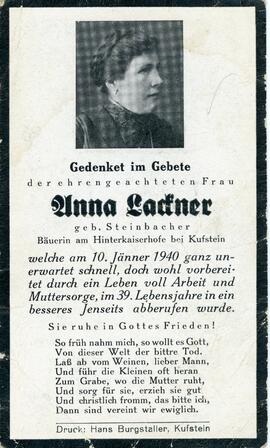 Gedenket im Gebete
der ehrengeachteten Frau
Anna Lackner
geb. Steinbacher
Bäuerin am Hinterkaiserhofe bei Kufstein
welche am 10. Jänner 1940 ganz un-
erwartet schnell, doch wohl vorberei-
tet durch ein Leben voll Arbeit und
Muttersorge, im 39. Lebensjahre in ein
besseres Jenseits abberufen wurde.
Sie ruhe in Gottes Frieden!
So früh nahm mich, so wollt es Gott,
Von dieser Welt der bittre Tod.
Laß ab vom Weinen, lieber Mann,
Und führ die Kleinen oft heran
Zum Grabe, wo die Mutter ruht,
Und sorg für sie, erzieh sie gut
Und christlich fromm, das bitte ich,
Dann sind vereint wir ewiglich.
Druck: Hans Burgstaller, Kufstein